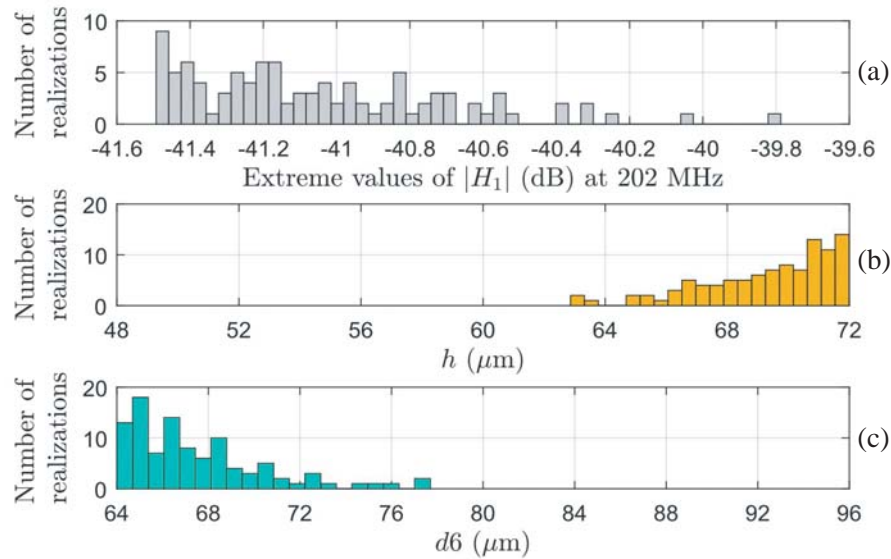 Number of
realizations
10
5
0
-41.6 -41.4 -41.2 -41 -40.8 -40.6 -40.4 -40.2 -40 -39.8 -39.6
Extreme values of |H₁| (dB) at 202 MHz
(a)
Number of
realizations
20
10
0
48 52 56 60 64 68 72
h (μm)
(b)
Number of
realizations
20
10
0
64 68 72 76 80 84 88 92 96
d6 (μm)
(c)